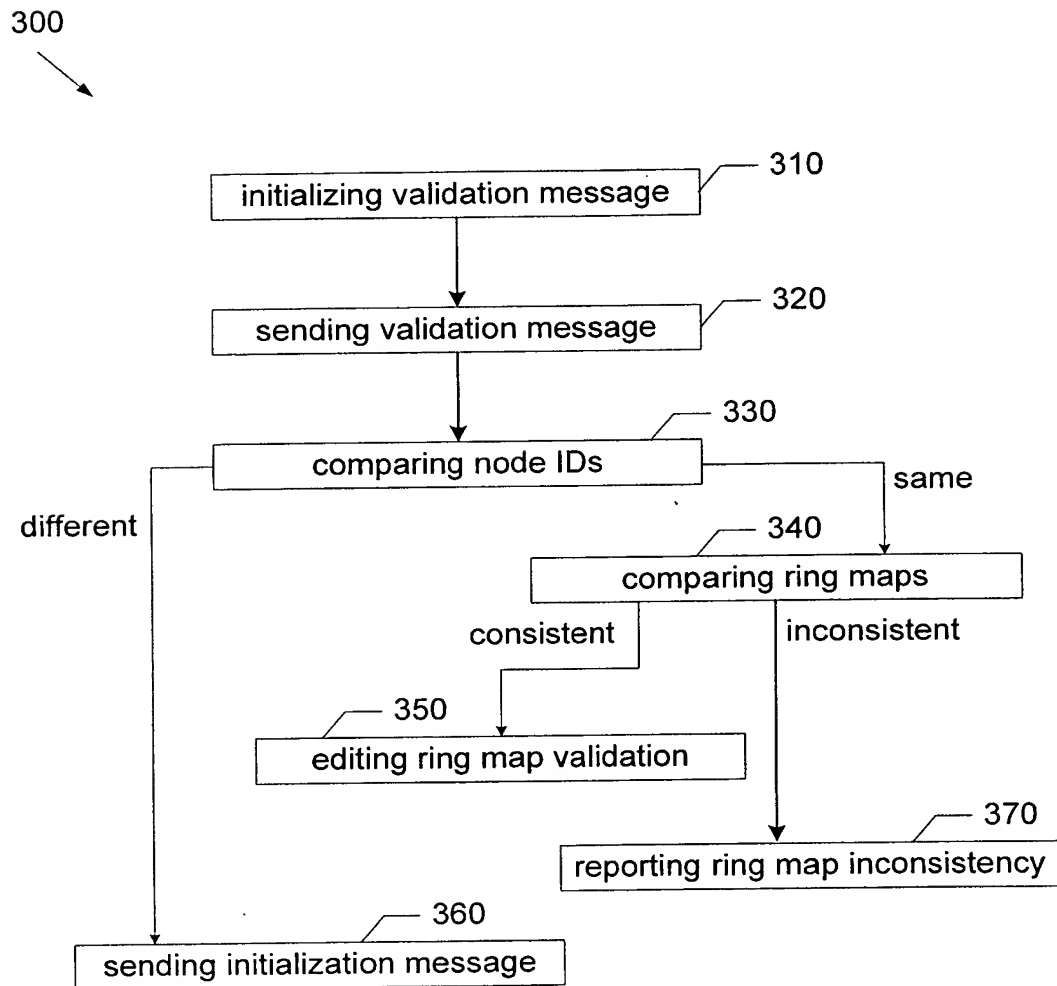 300
310
initializing validation message
320
sending validation message
330
comparing node IDs
different
same
340
comparing ring maps
consistent
inconsistent
350
editing ring map validation
370
reporting ring map inconsistency
360
sending initialization message